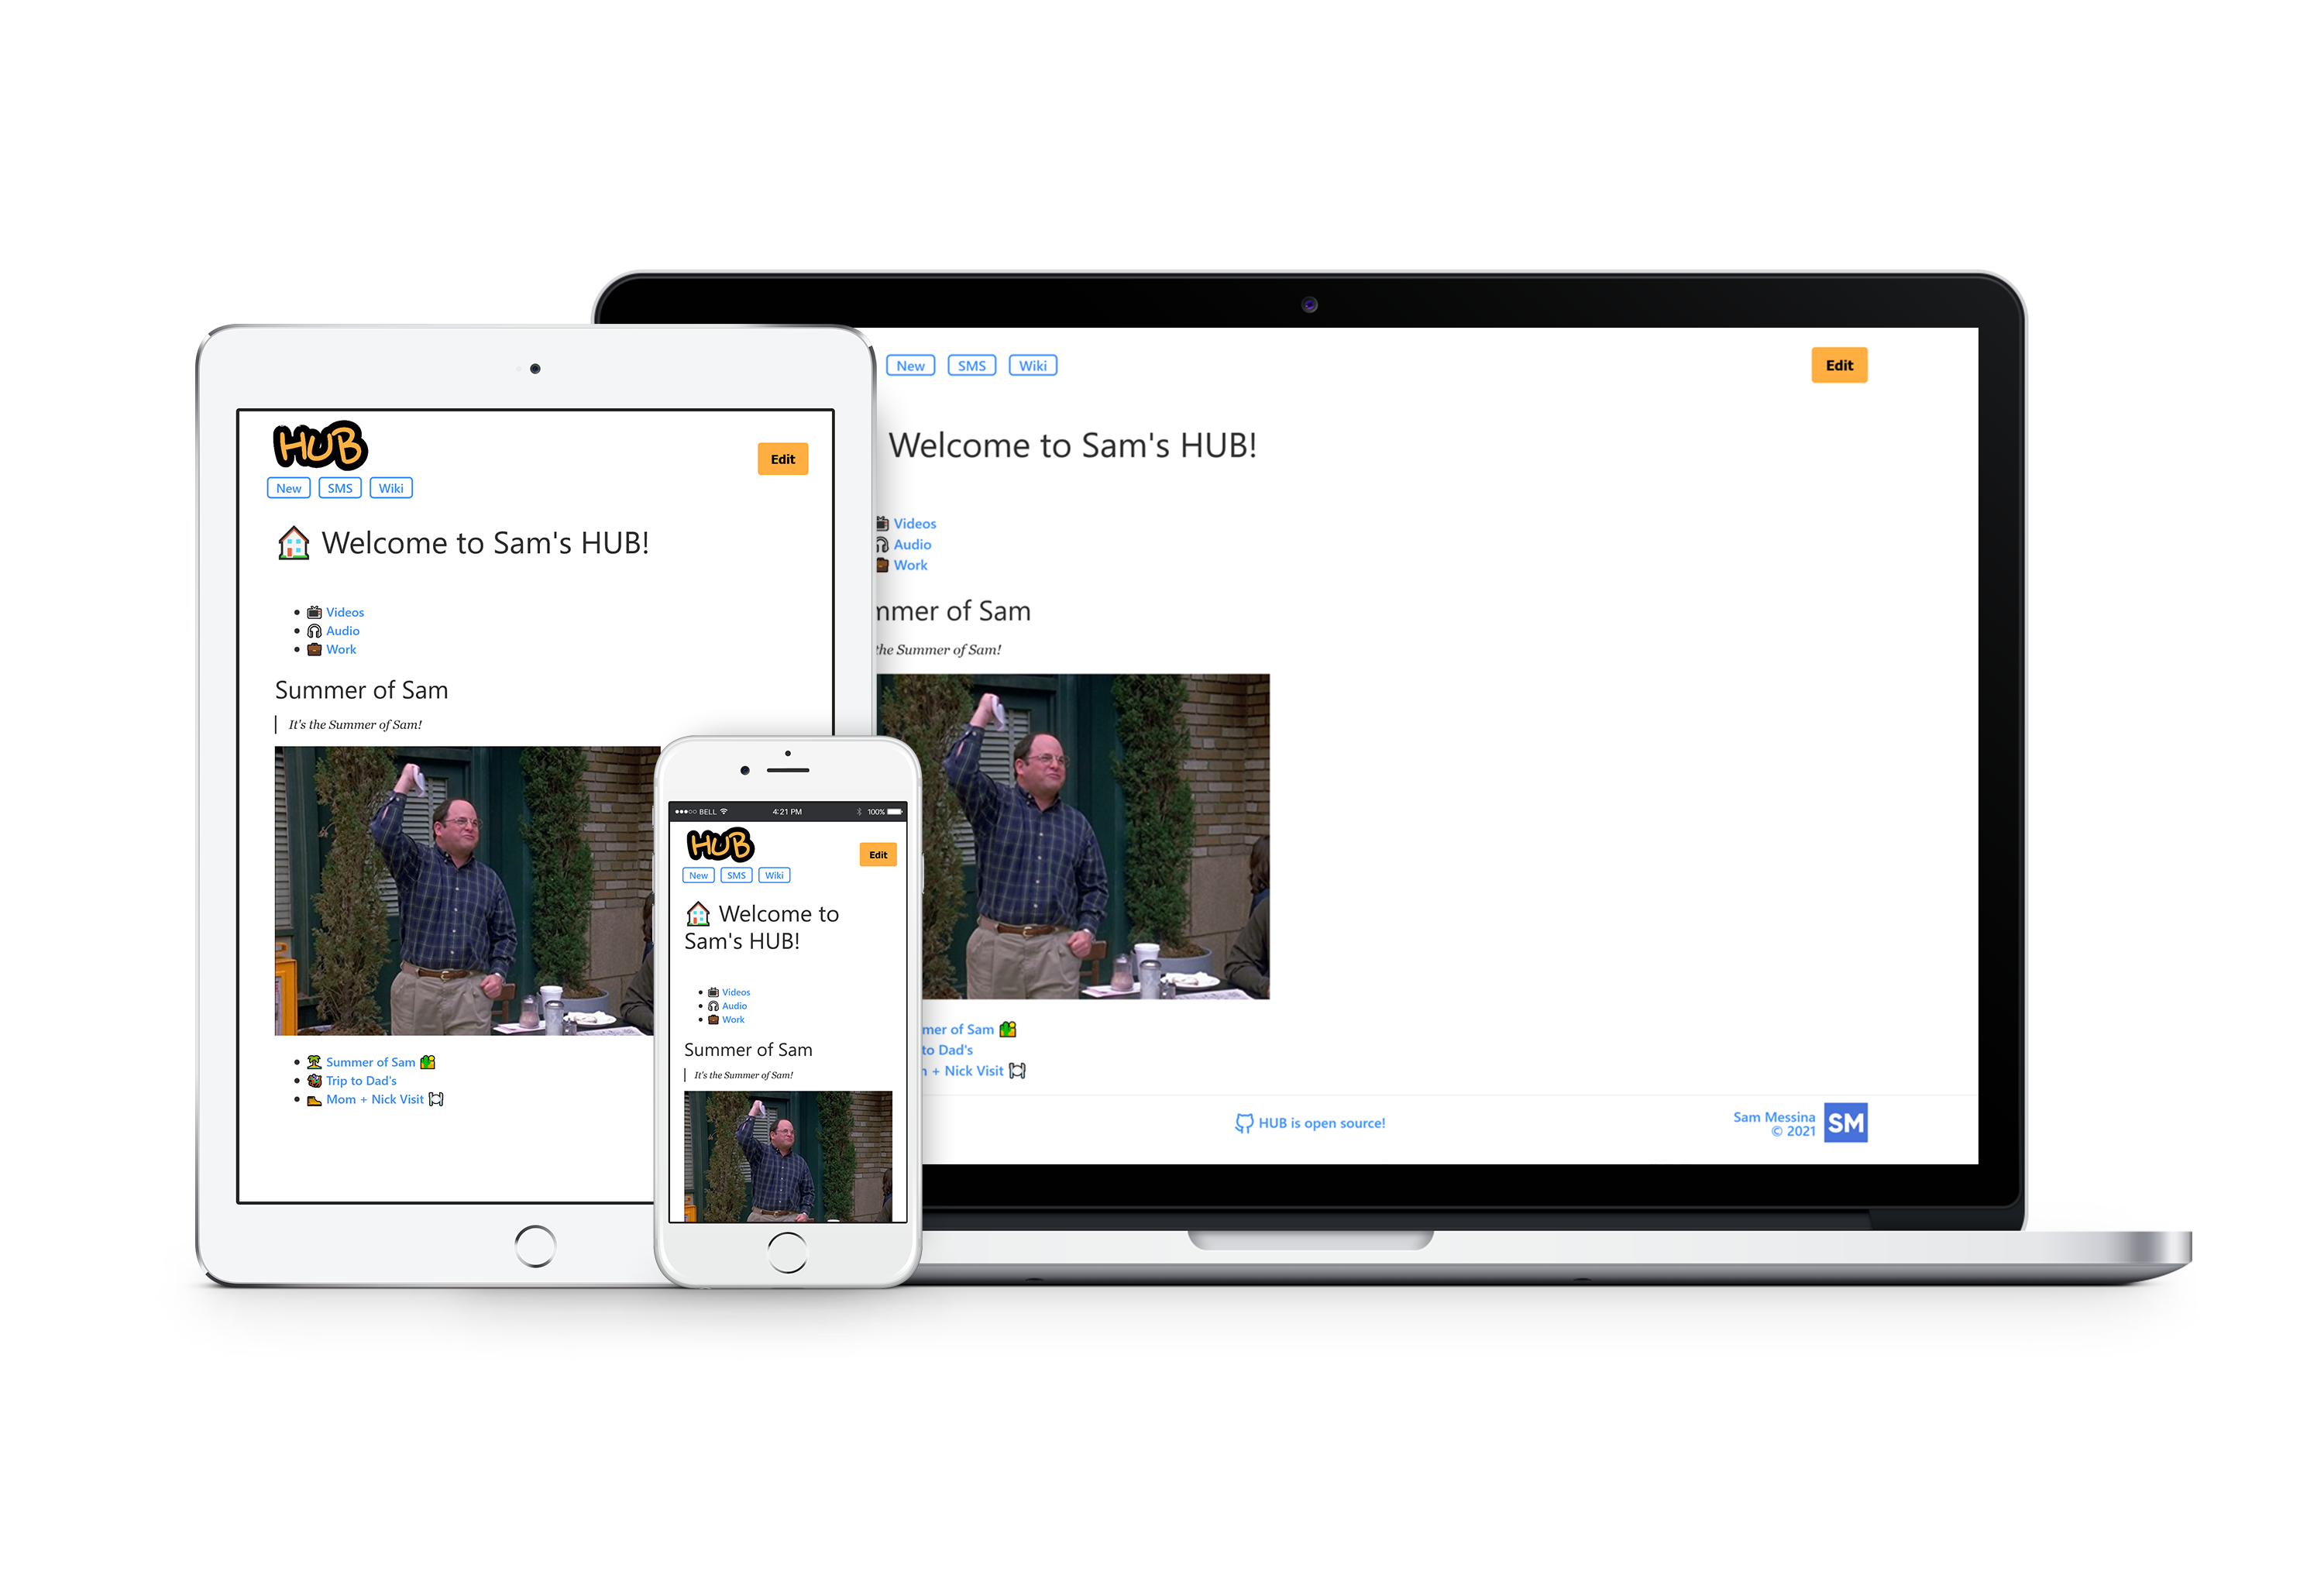 HUB
Edit
New SMS Wiki
Welcome to Sam's HUB!
Videos
Audio
Work
Summer of Sam
It's the Summer of Sam!
Summer of Sam
Trip to Dad's
Mom + Nick Visit
BELL 4:21 PM 100%
HUB
Edit
New SMS Wiki
Welcome to
Sam's HUB!
Videos
Audio
Work
Summer of Sam
It's the Summer of Sam!
New SMS Wiki
Edit
Welcome to Sam's HUB!
Videos
Audio
Work
mmer of Sam
the Summer of Sam!
mer of Sam
to Dad's
+ Nick Visit
HUB is open source!
Sam Messina
© 2021
SM